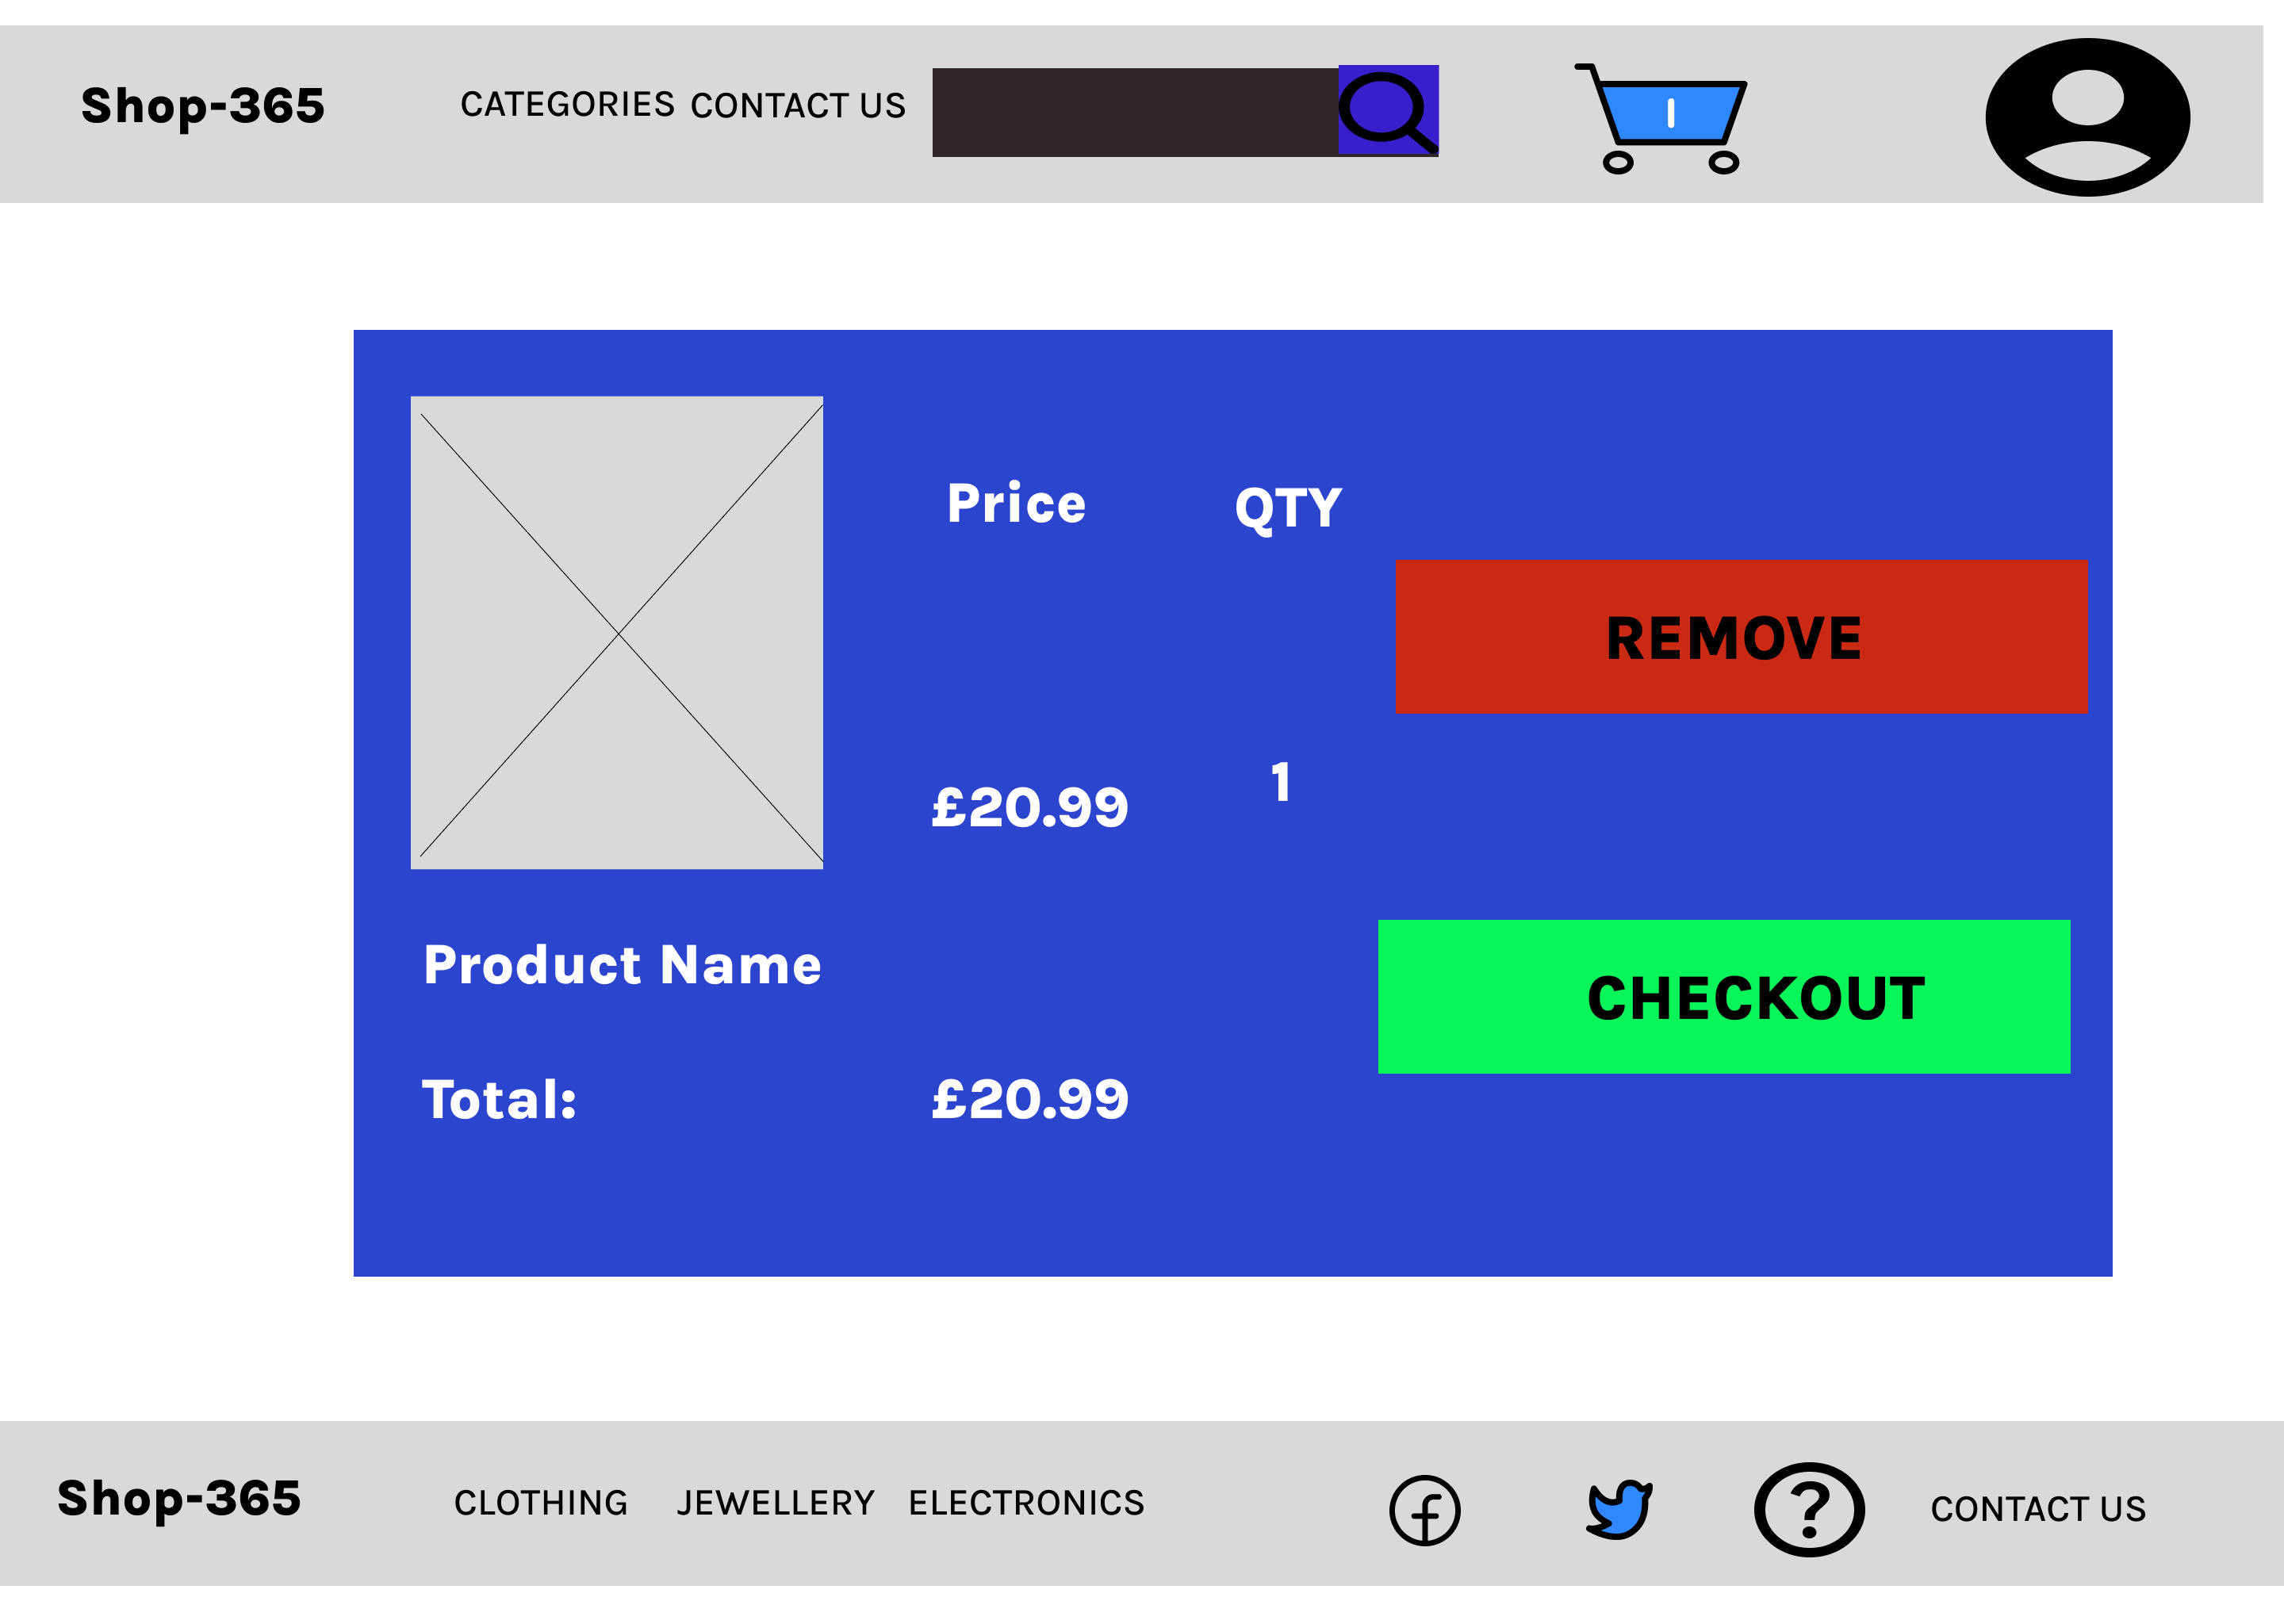 Shop-365
CATEGORIES
CONTACT US
Price
QTY
REMOVE
£20.99
1
Product Name
CHECKOUT
Total:
£20.99
Shop-365
CLOTHING
JEWELLERY
ELECTRONICS
?
CONTACT US